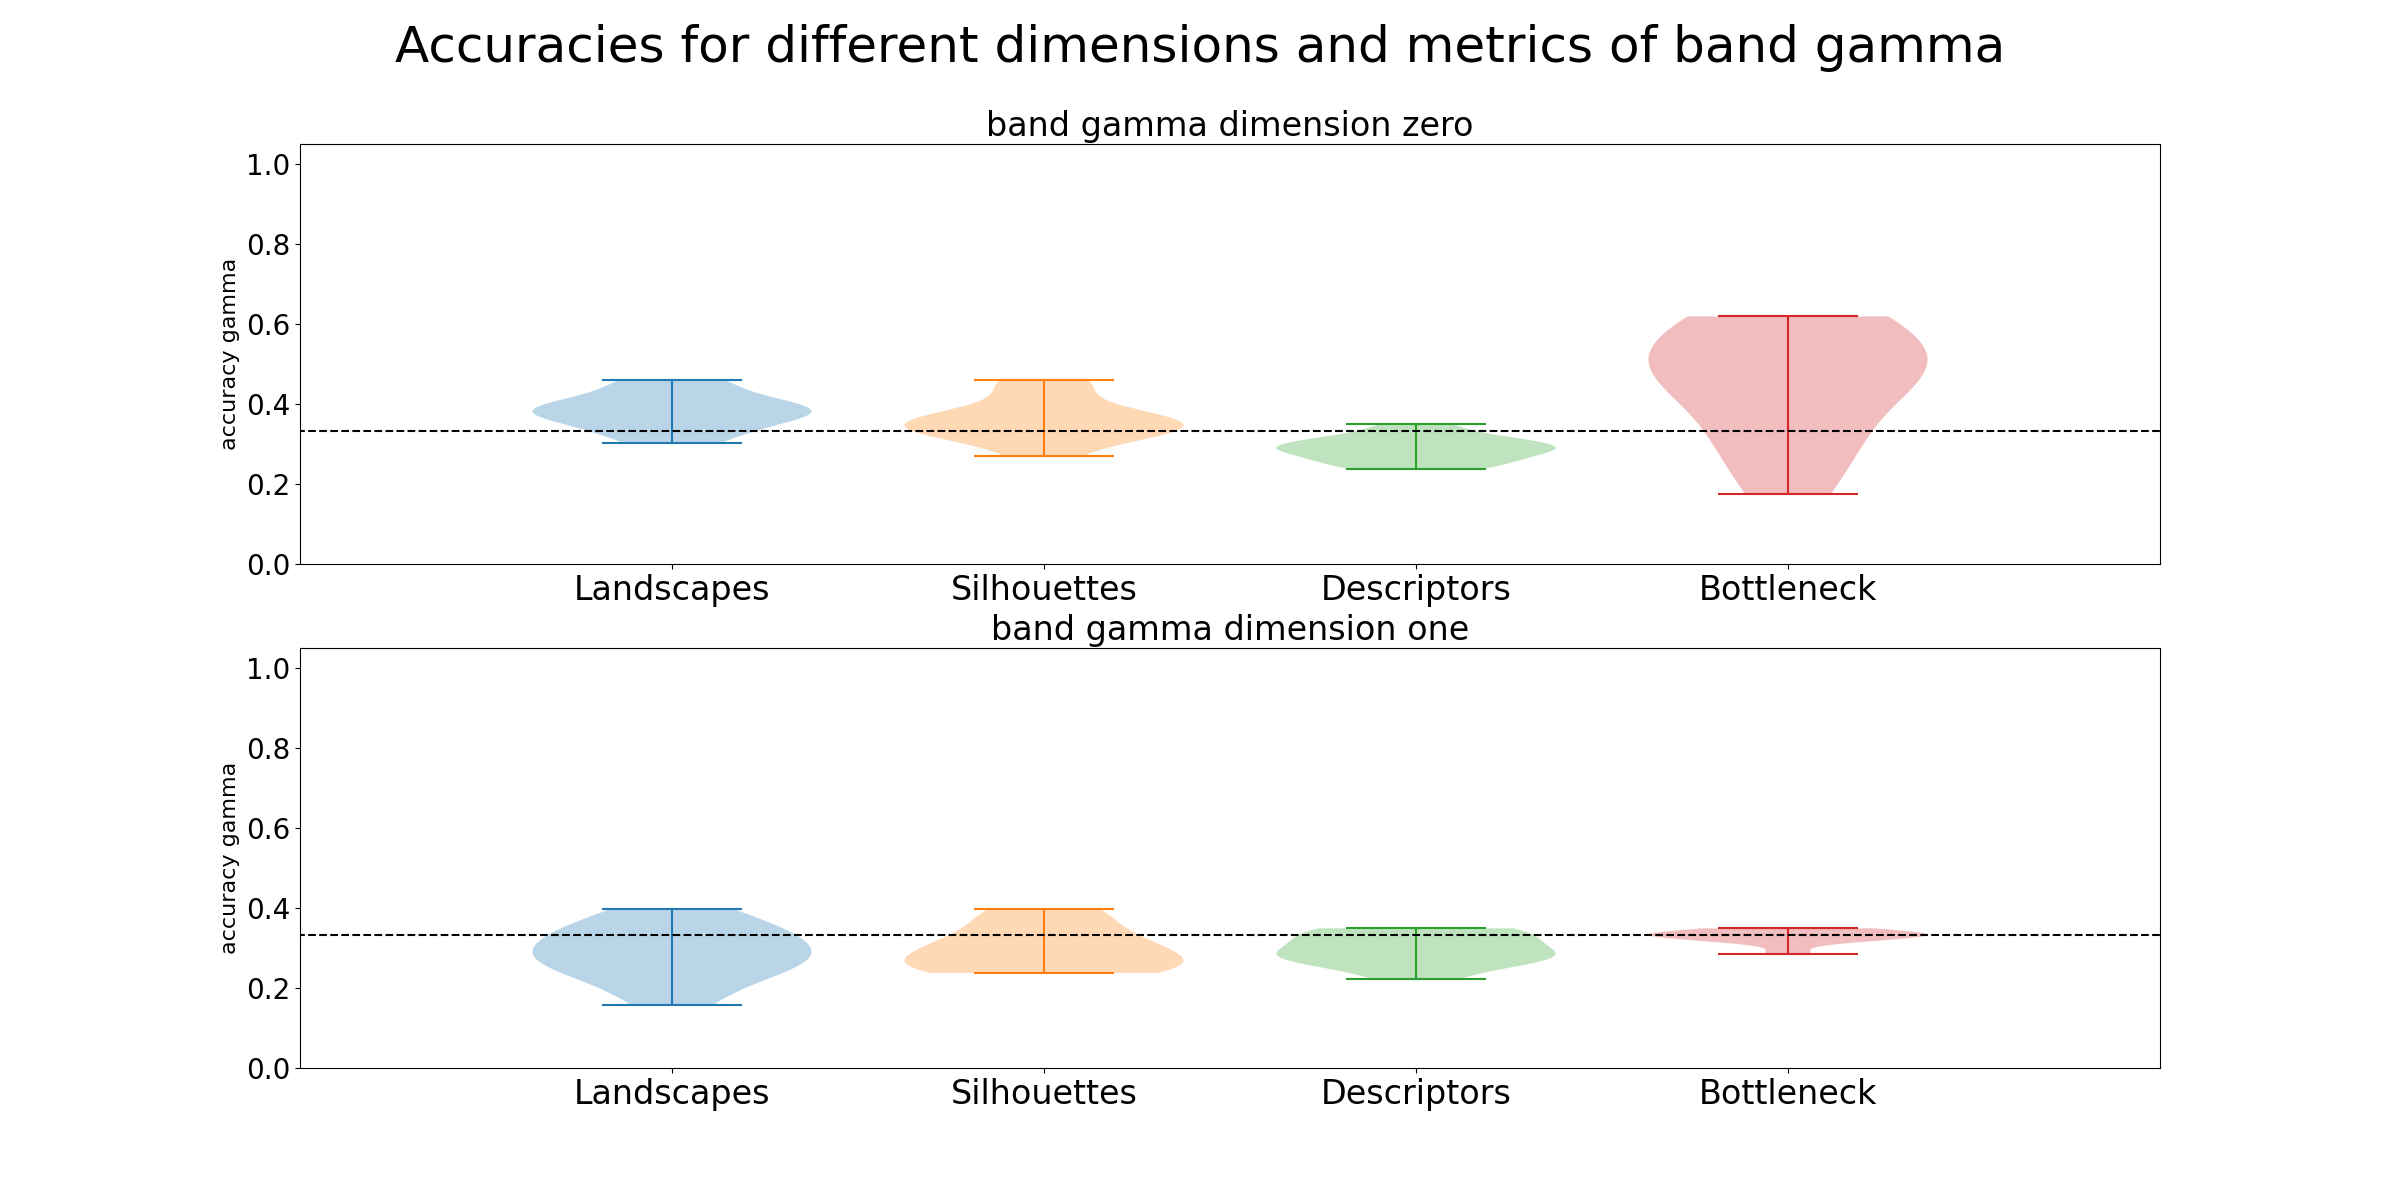 Accuracies for different dimensions and metrics of band gamma
band gamma dimension zero
accuracy gamma
1.0
0.8
0.6
0.4
0.2
0.0
Landscapes Silhouettes Descriptors Bottleneck
band gamma dimension one
accuracy gamma
1.0
0.8
0.6
0.4
0.2
0.0
Landscapes Silhouettes Descriptors Bottleneck